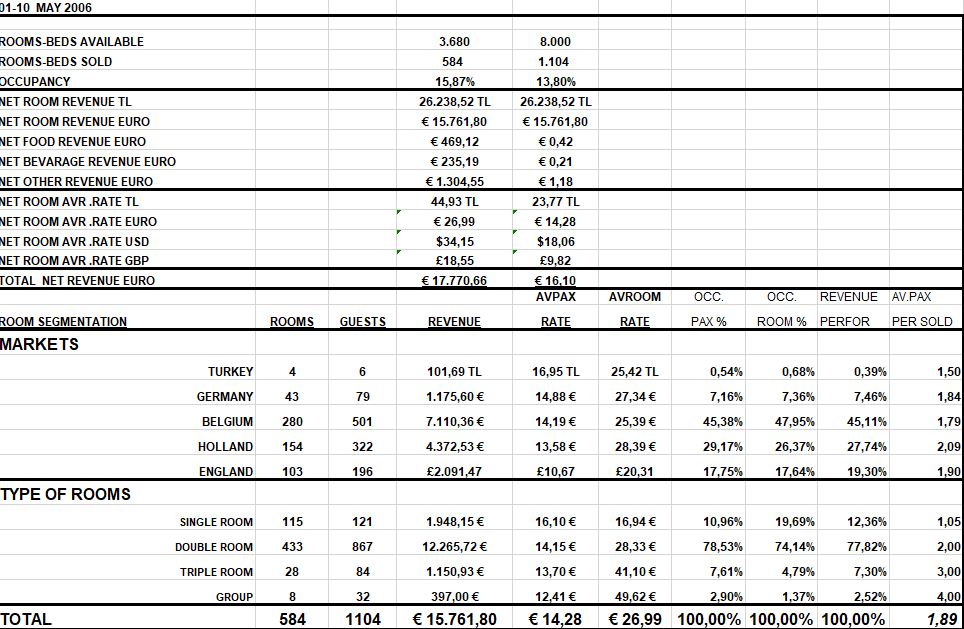 01-10 MAY 2006
ROOMS-BEDS AVAILABLE 3.680 8.000
ROOMS-BEDS SOLD 584 1.104
OCCUPANCY 15,87% 13,80%
NET ROOM REVENUE TL 26.238,52 TL 26.238,52 TL
NET ROOM REVENUE EURO € 15.761,80 € 15.761,80
NET FOOD REVENUE EURO € 469,12 € 0,42
NET BEVARAGE REVENUE EURO € 235,19 € 0,21
NET OTHER REVENUE EURO € 1.304,55 € 1,18
NET ROOM AVR .RATE TL 44,93 TL 23,77 TL
NET ROOM AVR .RATE EURO € 26,99 € 14,28
NET ROOM AVR .RATE USD $34,15 $18,06
NET ROOM AVR .RATE GBP £18,55 £9,82
TOTAL NET REVENUE EURO € 17.770,66 € 16,10
AVPAX AVROOM OCC. OCC. REVENUE AV.PAX
ROOM SEGMENTATION ROOMS GUESTS REVENUE RATE RATE PAX % ROOM % PERFOR PER SOLD
MARKETS
TURKEY 4 6 101,69 TL 16,95 TL 25,42 TL 0,54% 0,68% 0,39% 1,50
GERMANY 43 79 1.175,60 € 14,88 € 27,34 € 7,16% 7,36% 7,46% 1,84
BELGIUM 280 501 7.110,36 € 14,19 € 25,39 € 45,38% 47,95% 45,11% 1,79
HOLLAND 154 322 4.372,53 € 13,58 € 28,39 € 29,17% 26,37% 27,74% 2,09
ENGLAND 103 196 £2.091,47 £10,67 £20,31 17,75% 17,64% 19,30% 1,90
TYPE OF ROOMS
SINGLE ROOM 115 121 1.948,15 € 16,10 € 16,94 € 10,96% 19,69% 12,36% 1,05
DOUBLE ROOM 433 867 12.265,72 € 14,15 € 28,33 € 78,53% 74,14% 77,82% 2,00
TRIPLE ROOM 28 84 1.150,93 € 13,70 € 41,10 € 7,61% 4,79% 7,30% 3,00
GROUP 8 32 397,00 € 12,41 € 49,62 € 2,90% 1,37% 2,52% 4,00
TOTAL 584 1104 € 15.761,80 € 14,28 € 26,99 100,00% 100,00% 100,00% 1,89